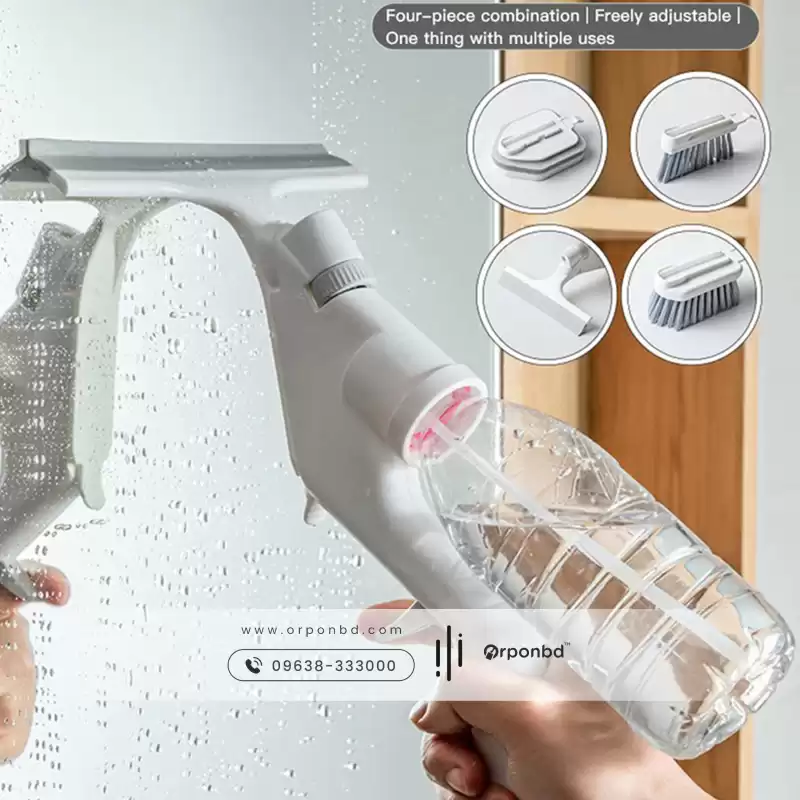 Four-piece combination | Freely adjustable |
One thing with multiple uses
www.orponbd.com
09638-333000
Orponbd™